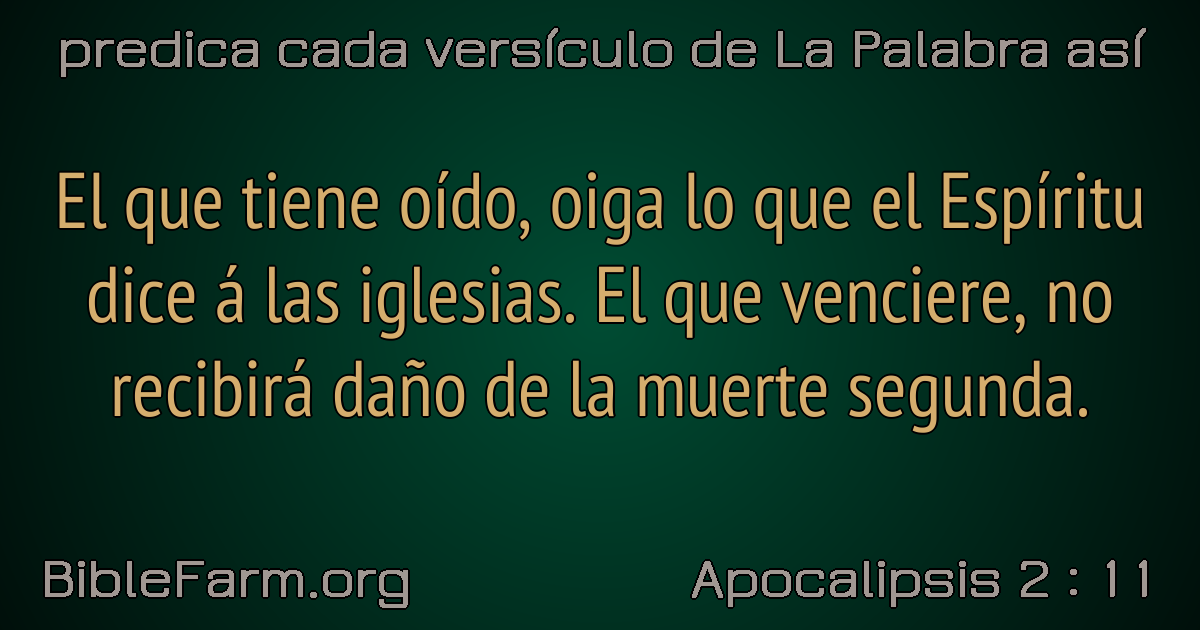 predica cada versículo de La Palabra así
El que tiene oído, oiga lo que el Espíritu
dice á las iglesias. El que venciere, no
recibirá daño de la muerte segunda.
BibleFarm.org
Apocalipsis 2 : 11